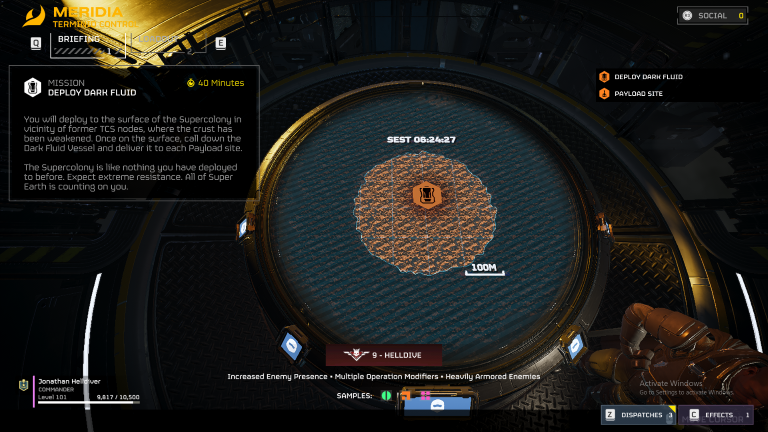 MERIDIA
SOCIAL 0
Q
BRIEFING
1
E
MISSION
40 Minutes
DEPLOY DARK FLUID
DEPLOY DARK FLUID
PAYLOAD SITE
You will deploy to the surface of the Supercolony in
vicinity of former TCS nodes, where the crust has
been weakened. Once on the surface, call down the
Dark Fluid Vessel and deliver it to each Payload site.
The Supercolony is like nothing you have deployed
to before. Expect extreme resistance. All of Super
Earth is counting on you.
SEST 06:24:27
100M
9 - HELLDIVE
Increased Enemy Presence • Multiple Operation Modifiers • Heavily Armored Enemies
SAMPLES:
Jonathan Helldiver
COMMANDER
Level 101
9,817 / 10,500
Activate Windows
Go to Settings to activate Windows.
Z DISPATCHES 3
C EFFECTS 1
CURSOR